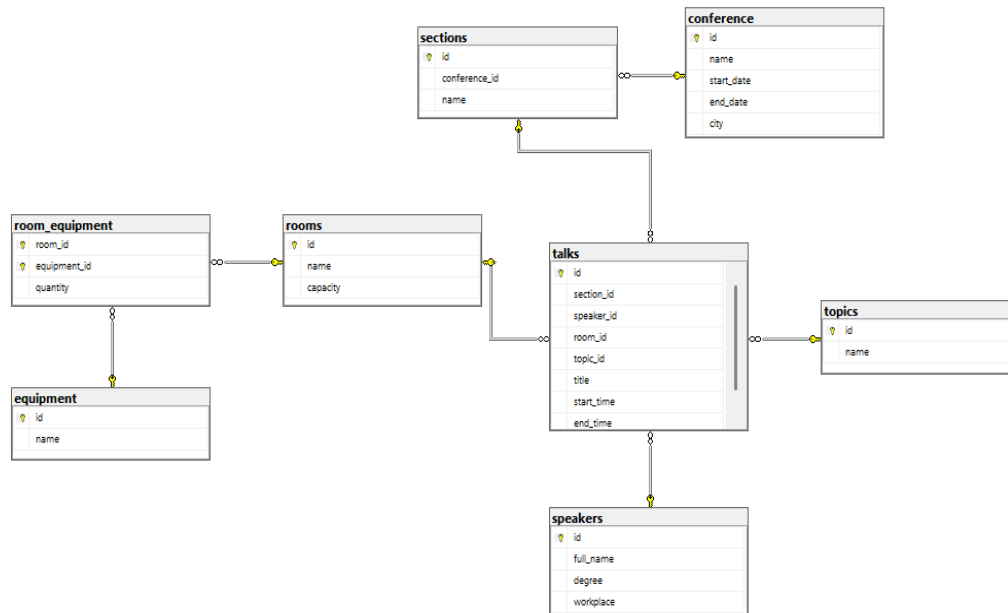 conference
id
name
start_date
end_date
city
sections
id
conference_id
name
room_equipment
room_id
equipment_id
quantity
rooms
id
name
capacity
talks
id
section_id
speaker_id
room_id
topic_id
title
start_time
end_time
topics
id
name
equipment
id
name
speakers
id
full_name
degree
workplace